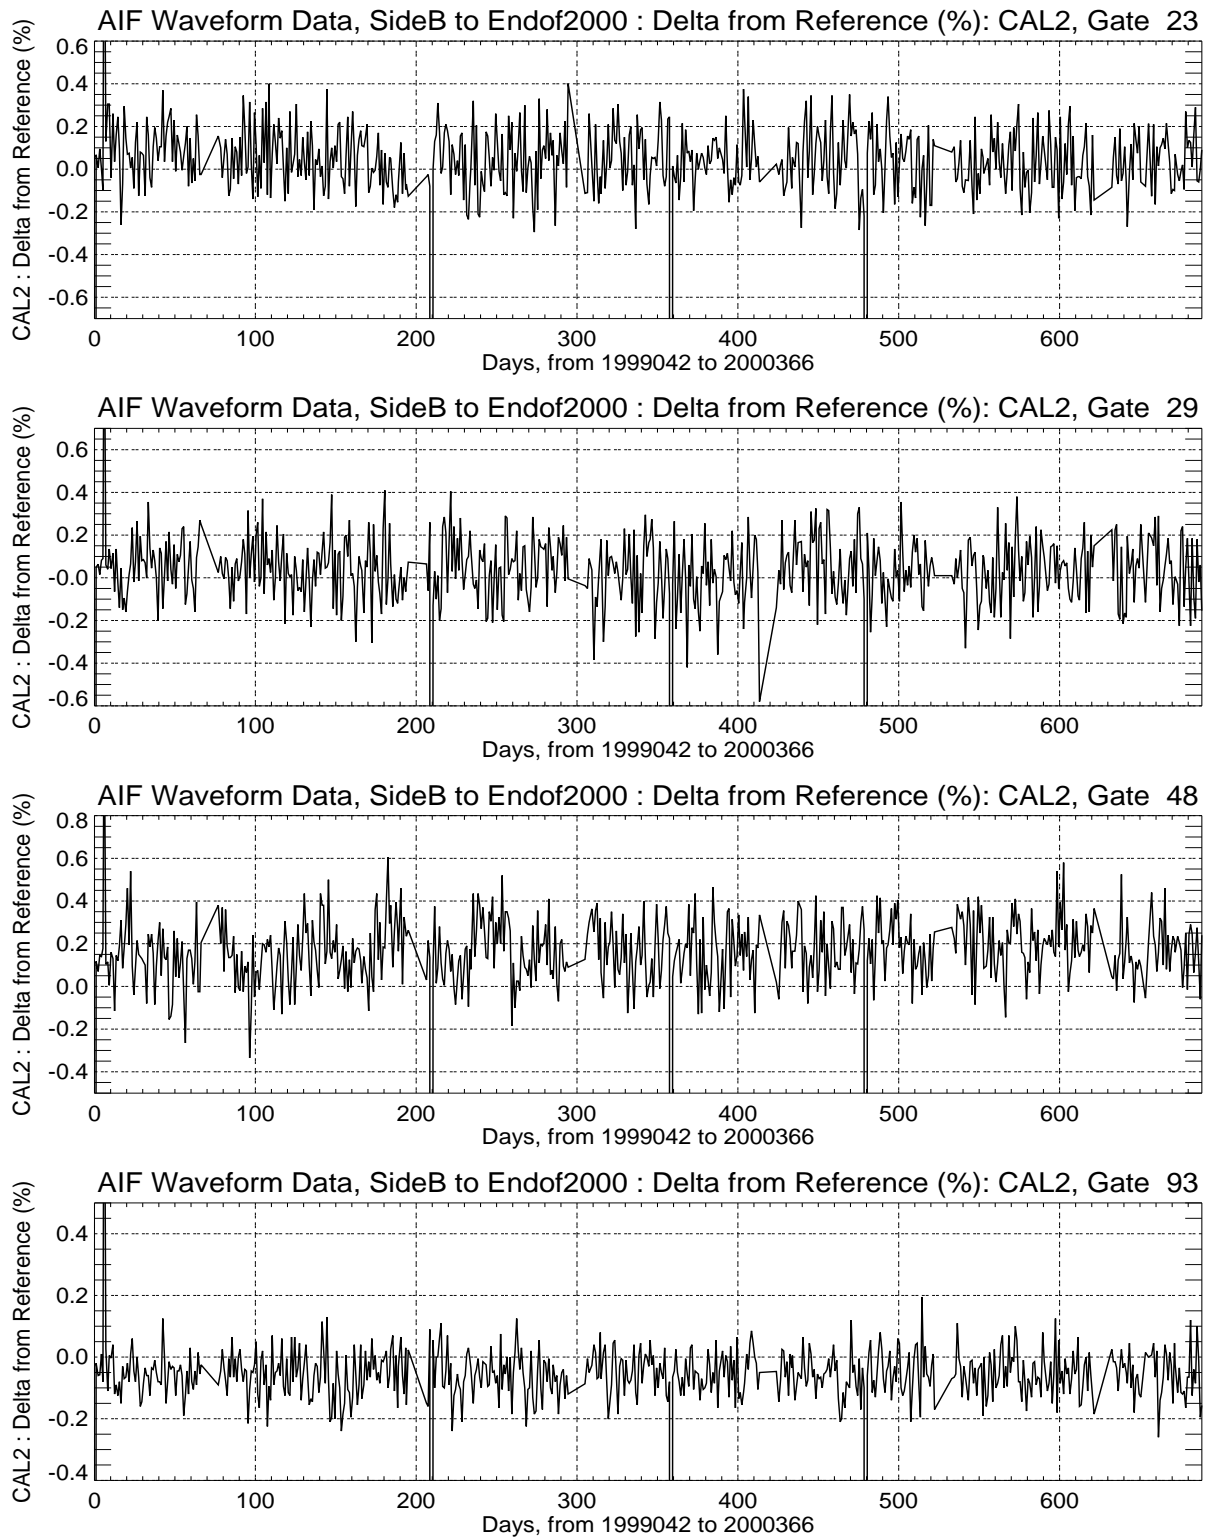 AIF Waveform Data, SideB to Endof2000 : Delta from Reference (%): CAL2, Gate 23
CAL2 : Delta from Reference (%)
0.6
0.4
0.2
0.0
-0.2
-0.4
-0.6
0 100 200 300 400 500 600
Days, from 1999042 to 2000366
AIF Waveform Data, SideB to Endof2000 : Delta from Reference (%): CAL2, Gate 29
CAL2 : Delta from Reference (%)
0.6
0.4
0.2
-0.0
-0.2
-0.4
-0.6
0 100 200 300 400 500 600
Days, from 1999042 to 2000366
AIF Waveform Data, SideB to Endof2000 : Delta from Reference (%): CAL2, Gate 48
CAL2 : Delta from Reference (%)
0.8
0.6
0.4
0.2
0.0
-0.2
-0.4
0 100 200 300 400 500 600
Days, from 1999042 to 2000366
AIF Waveform Data, SideB to Endof2000 : Delta from Reference (%): CAL2, Gate 93
CAL2 : Delta from Reference (%)
0.4
0.2
0.0
-0.2
-0.4
0 100 200 300 400 500 600
Days, from 1999042 to 2000366